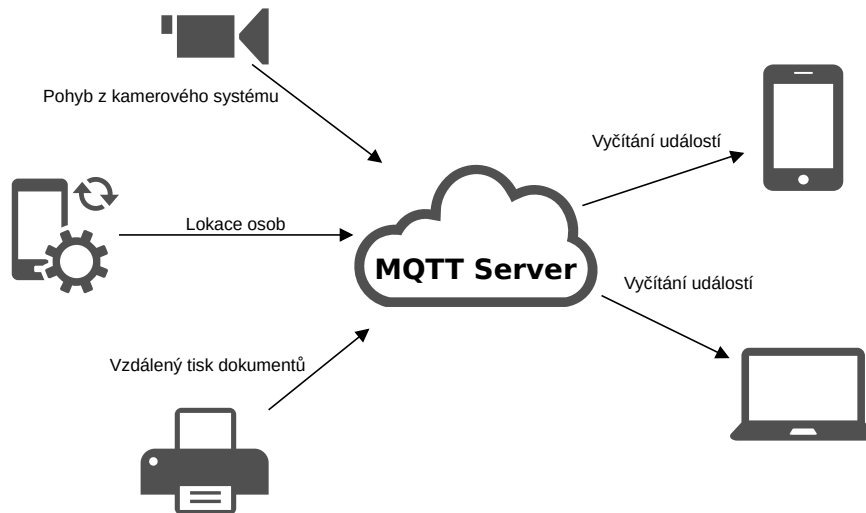 Pohyb z kamerového systému
Vyčítání událostí
Lokace osob
MQTT Server
Vyčítání událostí
Vzdálený tisk dokumentů